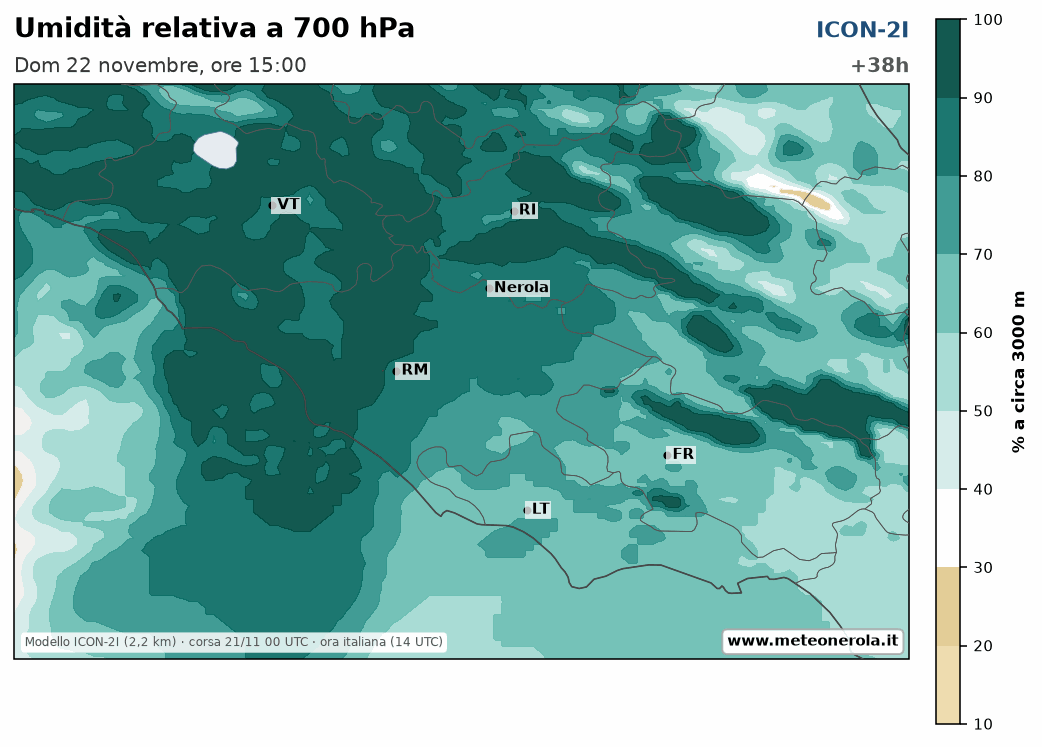 Umidità relativa a 700 hPa
ICON-2I
Dom 22 novembre, ore 15:00
+38h
100
90
80
70
60
50
40
30
20
10
% a circa 3000 m
VT
RI
Nerola
RM
FR
LT
Modello ICON-2I (2,2 km) · corsa 21/11 00 UTC · ora italiana (14 UTC)
www.meteonerola.it